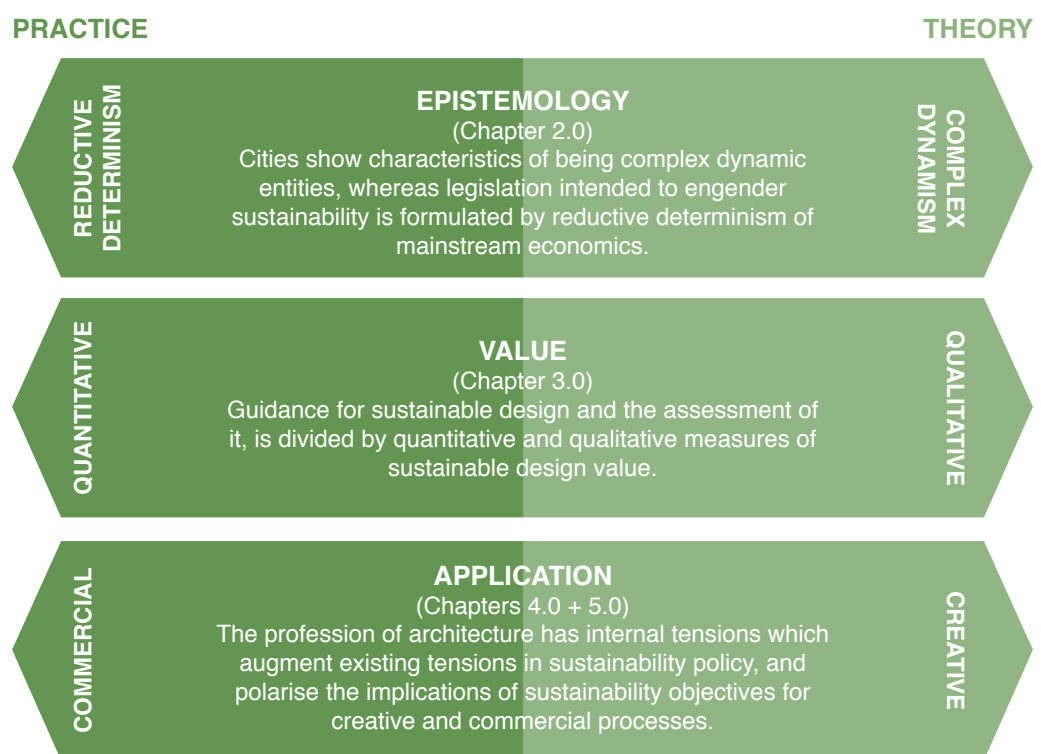 PRACTICE
THEORY
REDUCTIVE
DETERMINISM
EPISTEMOLOGY
(Chapter 2.0)
Cities show characteristics of being complex dynamic
entities, whereas legislation intended to engender
sustainability is formulated by reductive determinism of
mainstream economics.
COMPLEX
DYNAMISM
QUANTITATIVE
VALUE
(Chapter 3.0)
Guidance for sustainable design and the assessment of
it, is divided by quantitative and qualitative measures of
sustainable design value.
QUALITATIVE
COMMERCIAL
APPLICATION
(Chapters 4.0 + 5.0)
The profession of architecture has internal tensions which
augment existing tensions in sustainability policy, and
polarise the implications of sustainability objectives for
creative and commercial processes.
CREATIVE